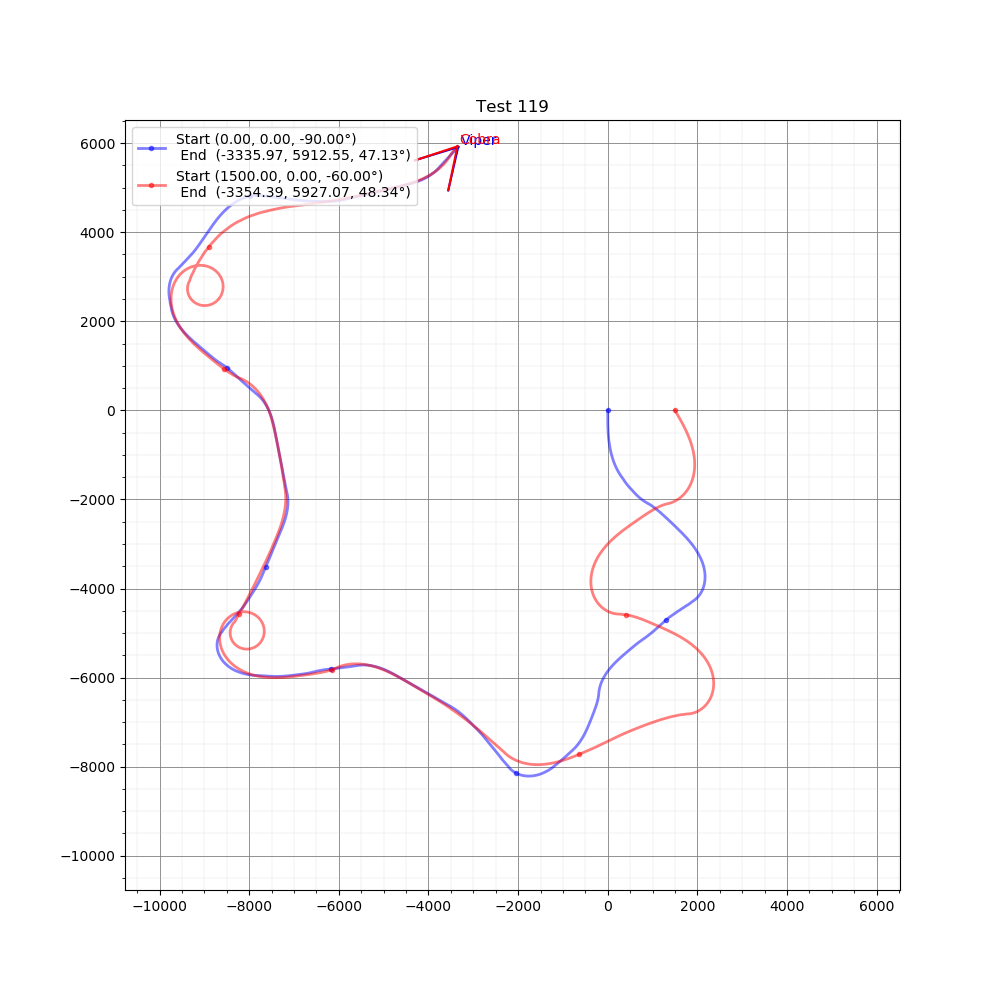 Test 119
Start (0.00, 0.00, -90.00°)
End (-3335.97, 5912.55, 47.13°)
Start (1500.00, 0.00, -60.00°)
End (-3354.39, 5927.07, 48.34°)
Cobra
Viper
6000
4000
2000
0
−2000
−4000
−6000
−8000
−10000
−10000 −8000 −6000 −4000 −2000 0 2000 4000 6000